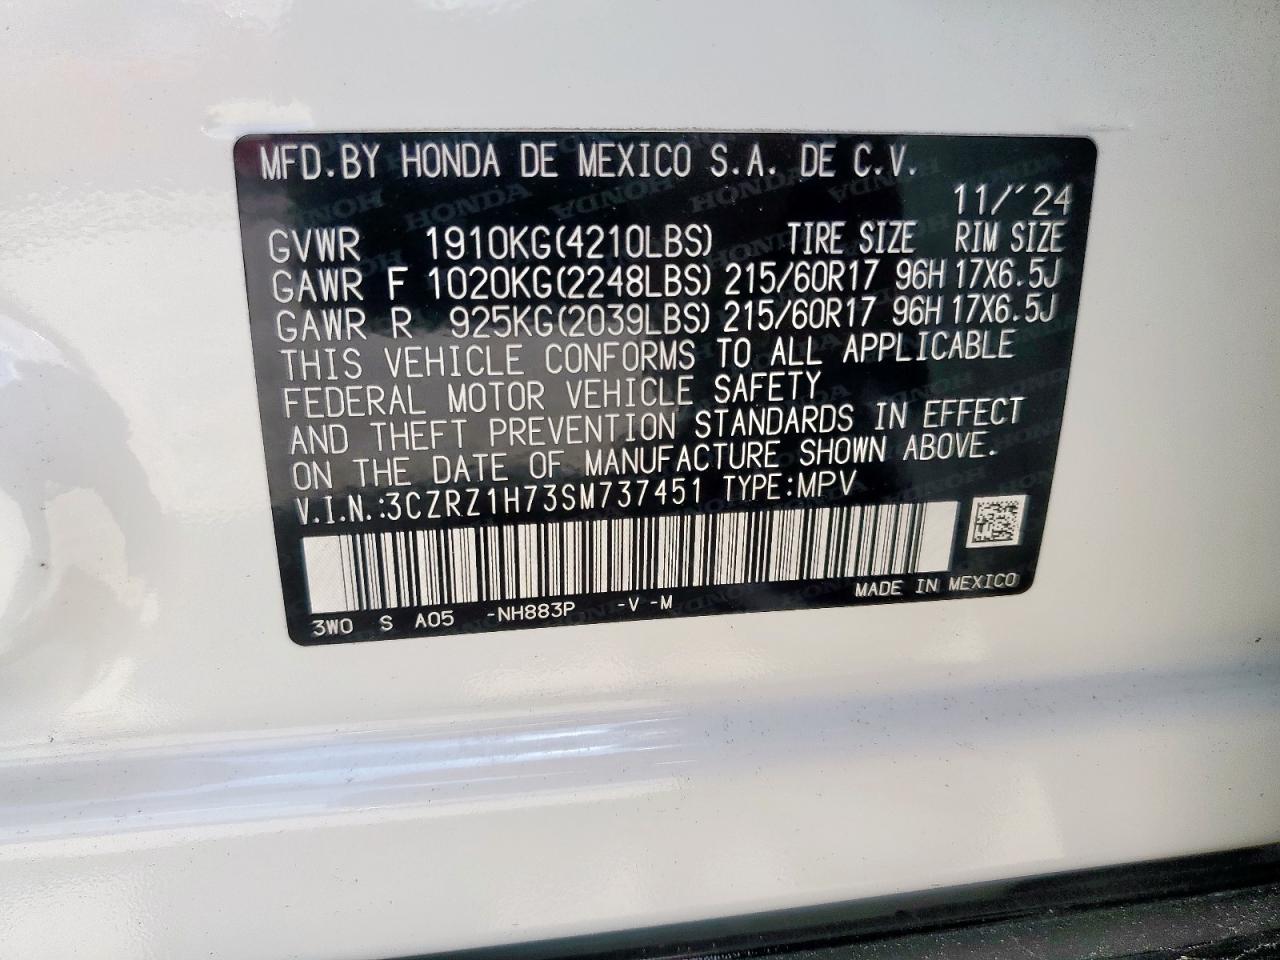 MFD.BY HONDA DE MEXICO S.A. DE C.V.
11/´24
GVWR 1910KG(4210LBS) TIRE SIZE RIM SIZE
GAWR F 1020KG(2248LBS) 215/60R17 96H 17X6.5J
GAWR R 925KG(2039LBS) 215/60R17 96H 17X6.5J
THIS VEHICLE CONFORMS TO ALL APPLICABLE
FEDERAL MOTOR VEHICLE SAFETY
AND THEFT PREVENTION STANDARDS IN EFFECT
ON THE DATE OF MANUFACTURE SHOWN ABOVE.
V.I.N.:3CZRZ1H73SM737451 TYPE:MPV
MADE IN MEXICO
3W0 S A05 -NH883P -V -M